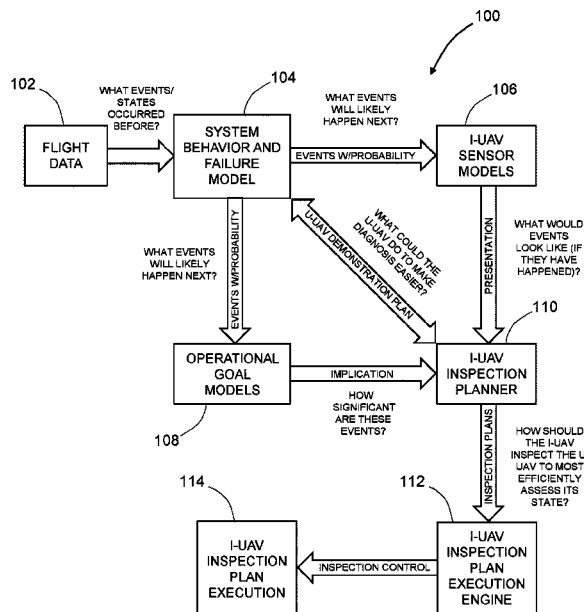 100
102
104
106
WHAT EVENTS/
STATES
OCCURRED
BEFORE?
WHAT EVENTS
WILL LIKELY
HAPPEN NEXT?
FLIGHT
DATA
SYSTEM
BEHAVIOR AND
FAILURE
MODEL
EVENTS W/PROBABILITY
I-UAV
SENSOR
MODELS
WHAT EVENTS
WILL LIKELY
HAPPEN NEXT?
EVENTS W/PROBABILITY
WHAT COULD THE
U-UAV DO TO MAKE
DIAGNOSIS EASIER?
U-UAV DEMONSTRATION PLAN
PRESENTATION
WHAT WOULD
EVENTS
LOOK LIKE (IF
THEY HAVE
HAPPENED)?
110
OPERATIONAL
GOAL
MODELS
108
IMPLICATION
HOW
SIGNIFICANT
ARE THESE
EVENTS?
I-UAV
INSPECTION
PLANNER
INSPECTION PLANS
HOW SHOULD
THE I-UAV
INSPECT THE U
UAV TO MOST
EFFICIENTLY
ASSESS ITS
STATE?
114
112
I-UAV
INSPECTION
PLAN
EXECUTION
INSPECTION CONTROL
I-UAV
INSPECTION
PLAN
EXECUTION
ENGINE